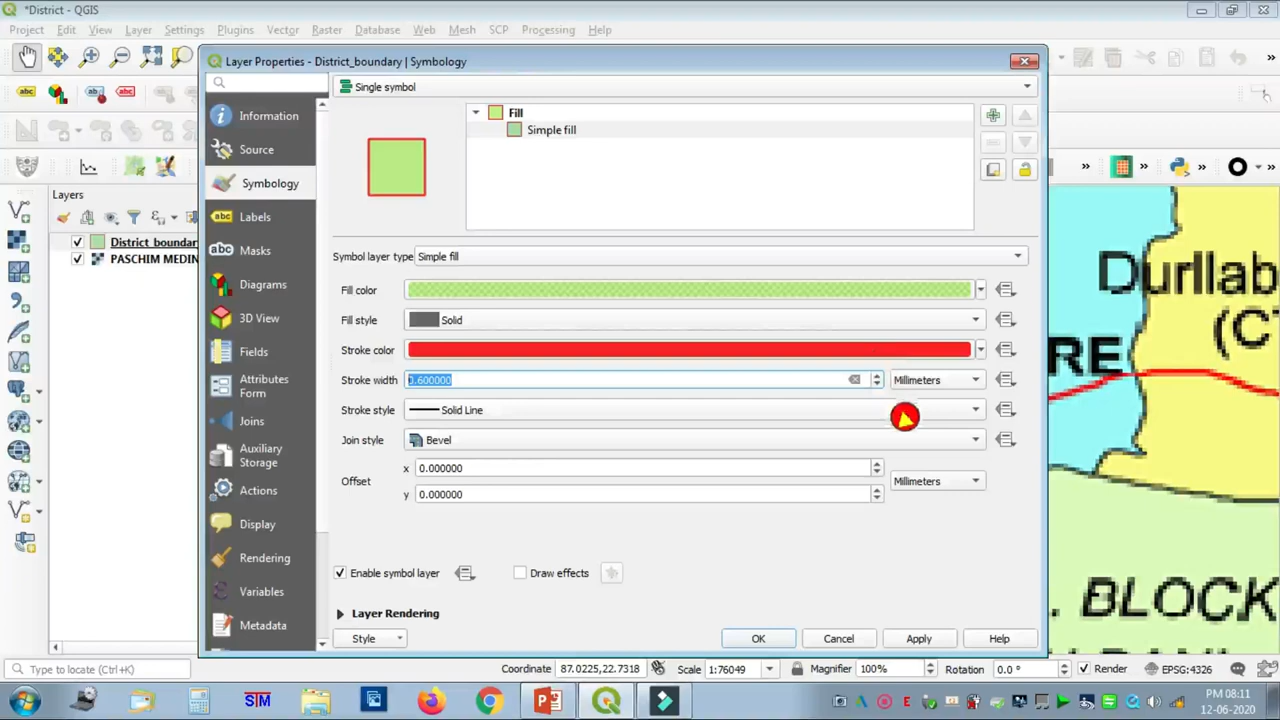 *District - QGIS
Project Edit View Layer Settings Plugins Vector Raster Database Web Mesh SCP Processing Help
Layer Properties - District_boundary | Symbology
Single symbol
Information
Source
Symbology
Labels
Masks
Diagrams
3D View
Fields
Attributes
Form
Joins
Auxiliary
Storage
Actions
Display
Rendering
Variables
Metadata
Layers
District_boundar
PASCHIM MEDIN
Fill
Simple fill
Symbol layer type Simple fill
Fill color
Fill style Solid
Stroke color
Stroke width 0.600000 Millimeters
Stroke style Solid Line
Join style Bevel
Offset x 0.000000 Millimeters
y 0.000000
Enable symbol layer Draw effects
Layer Rendering
Style OK Cancel Apply Help
Durllab
(C
RE
. BLOCK
Type to locate (Ctrl+K) Coordinate 87.0225,22.7318 Scale 1:76049 Magnifier 100% Rotation 0.0 ° Render EPSG:4326
STM
PM 08:11
12-06-2020